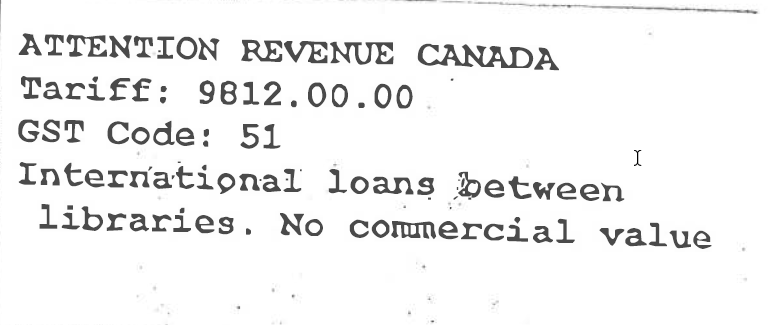 ATTENTION REVENUE CANADA
Tariff: 9812.00.00
GST Code: 51
International loans between
libraries. No commercial value